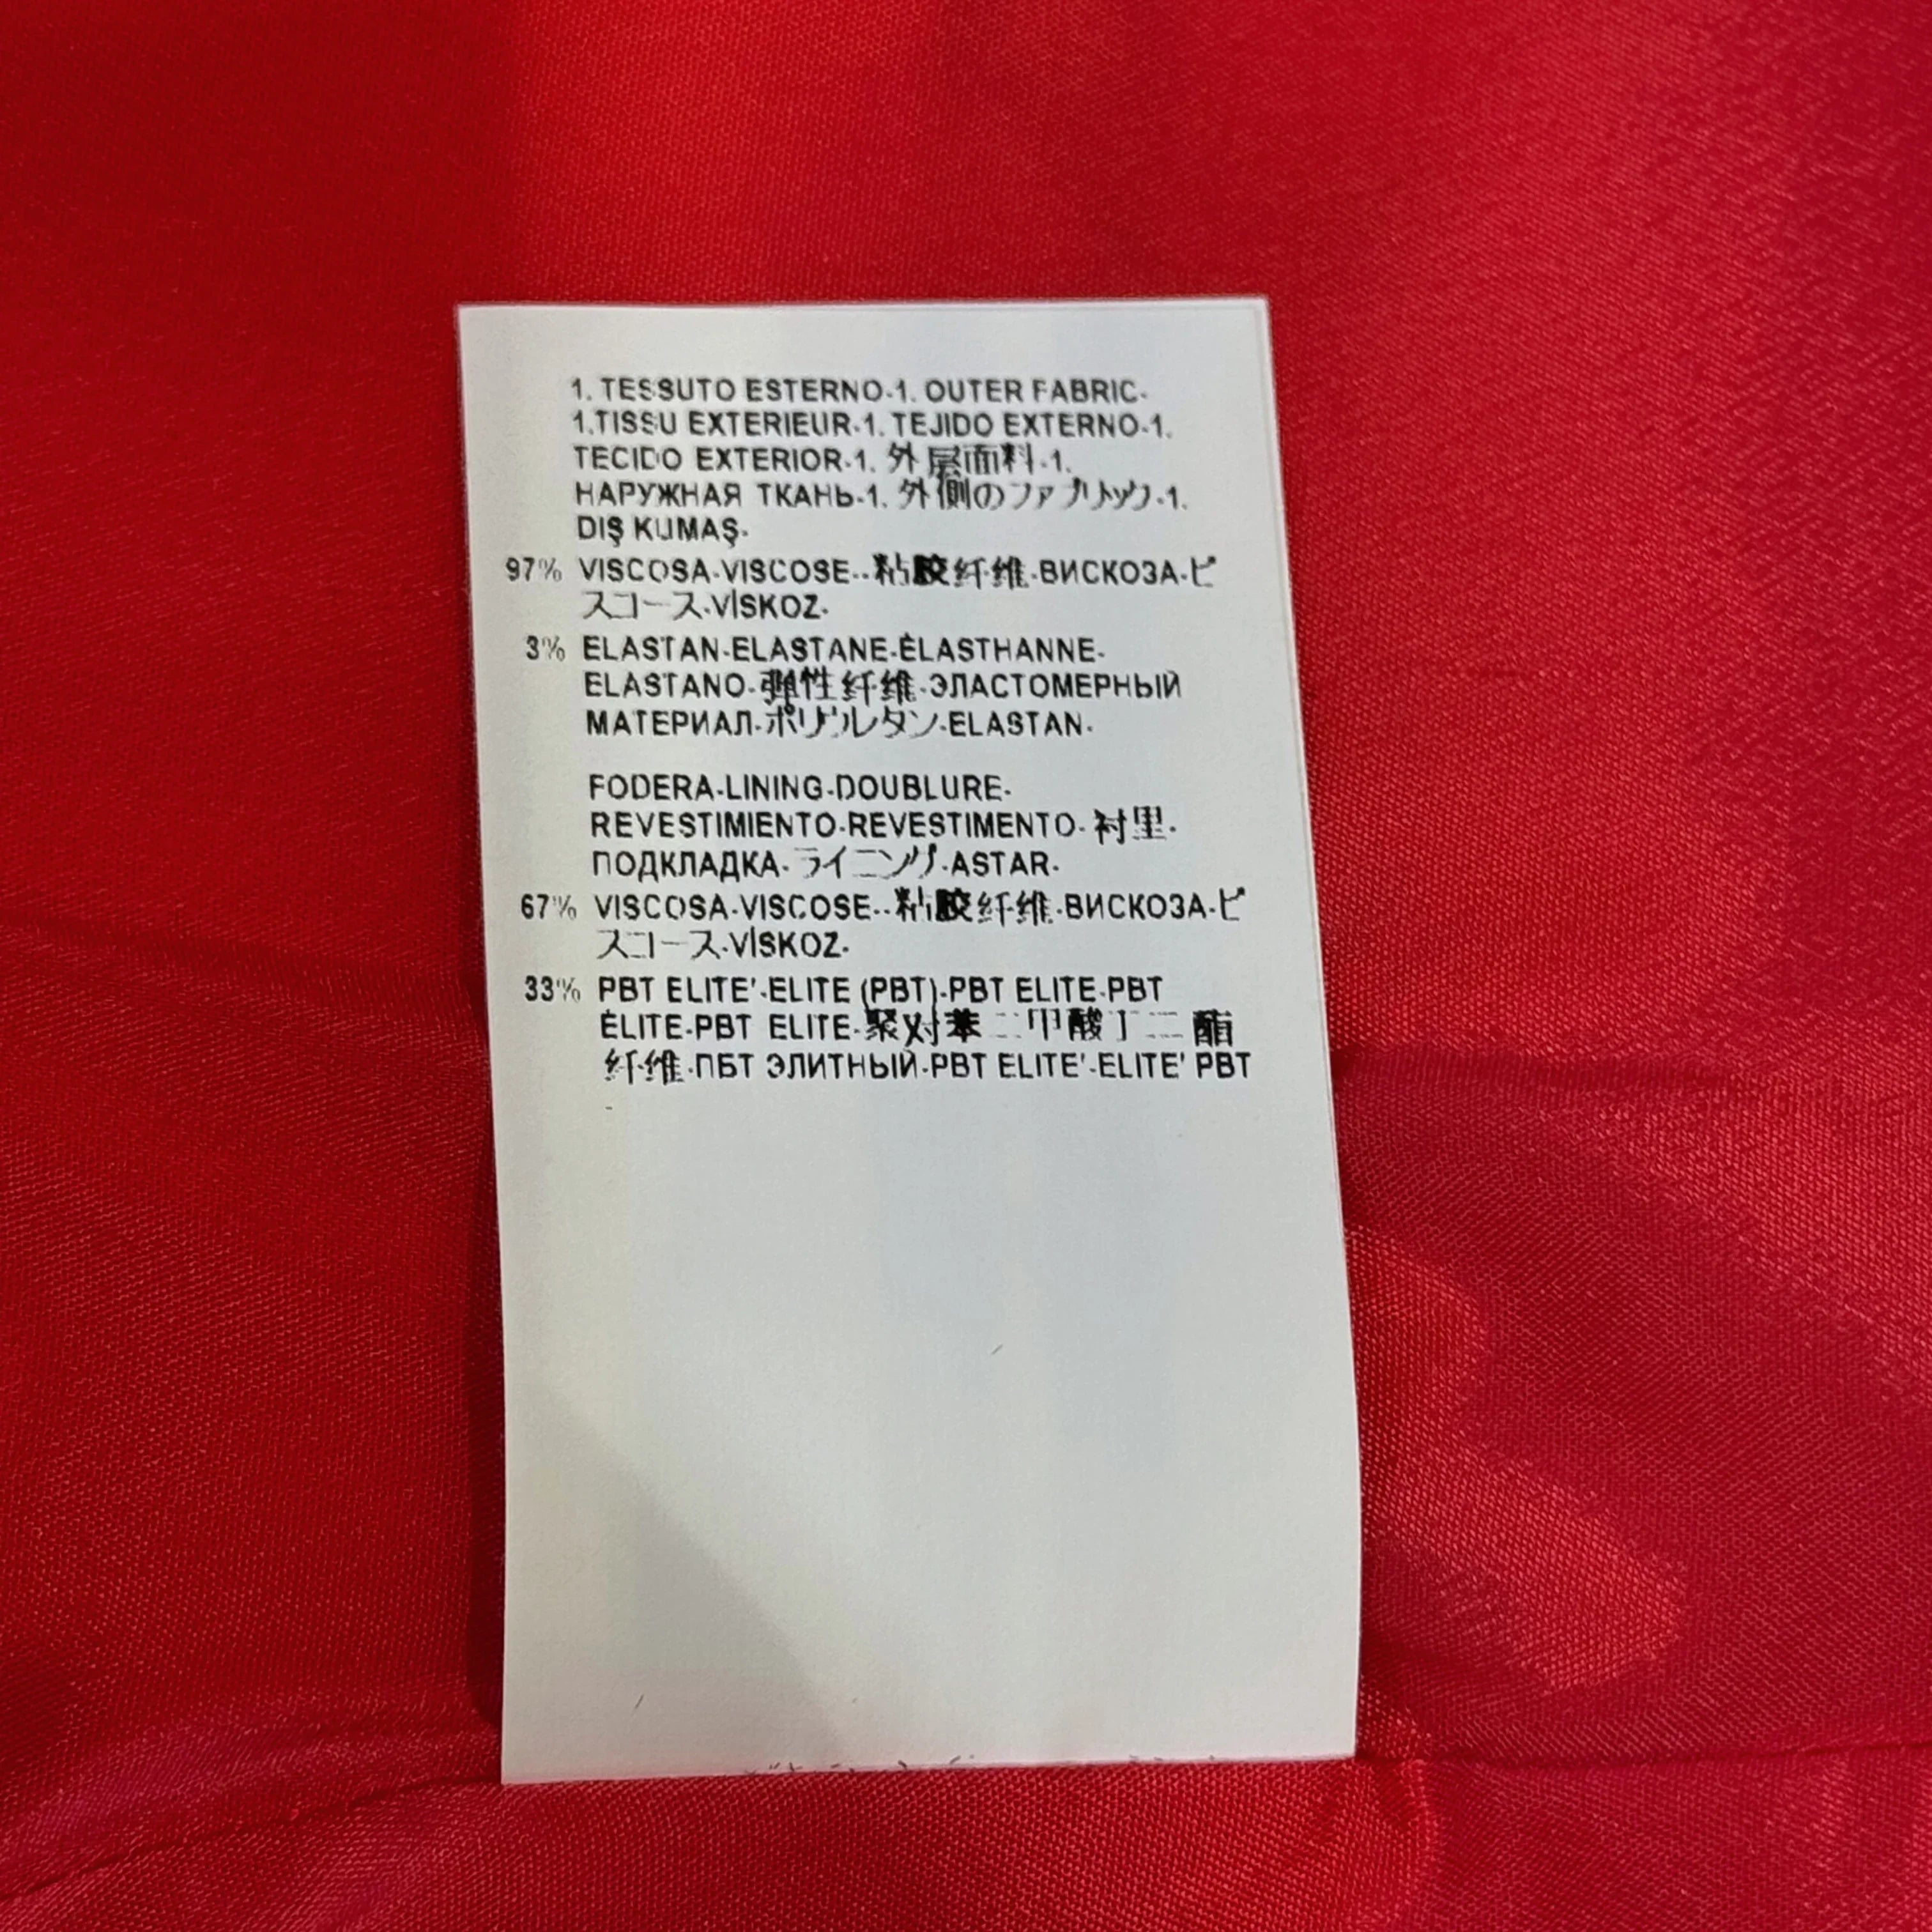 1. TESSUTO ESTERNO-1. OUTER FABRIC-
1.TISSU EXTERIEUR-1. TEJIDO EXTERNO-1.
TECIDO EXTERIOR-1. 外层面料-1.
НАРУЖНАЯ ТКАНЬ-1. 外側のファブリック-1.
DIŞ KUMAŞ-
97% VISCOSA-VISCOSE--粘胶纤维-ВИСКОЗА-ビ
スコース-VİSKOZ-
3% ELASTAN-ELASTANE-ÉLASTHANNE-
ELASTANO-弹性纤维-ЭЛАСТОМЕРНЫЙ
МАТЕРИАЛ-ポリウルタン-ELASTAN-
FODERA-LINING-DOUBLURE-
REVESTIMIENTO-REVESTIMENTO-衬里-
ПОДКЛАДКА-ライニング-ASTAR-
67% VISCOSA-VISCOSE--粘胶纤维-ВИСКОЗА-ビ
スコース-VİSKOZ-
33% PBT ELITE'-ELITE (PBT)-PBT ELITE-PBT
ÉLITE-PBT ELITE-聚对苯二甲酸丁二酯
纤维-ПБТ ЭЛИТНЫЙ-PBT ELITE'-ELITE' PBT
-